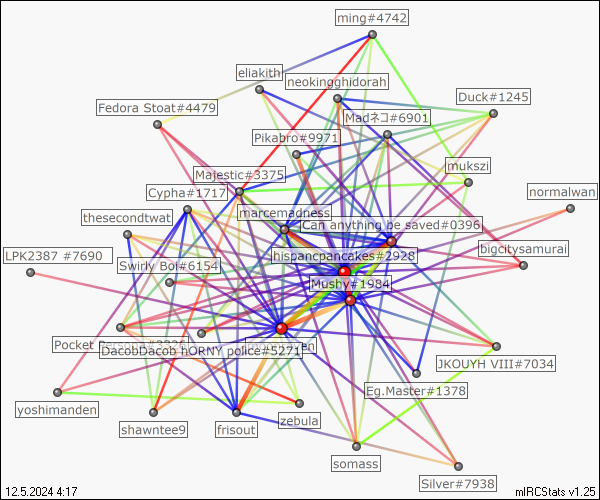 ming#4742
eliakith
neokingghidorah
Duck#1245
Fedora Stoat#4479
Madネコ#6901
Pikabro#9971
mukszi
Majestic#3375
Cypha#1717
normalwan
marcemadness
thesecondtwat
Can anything be saved#0396
bigcitysamurai
LPK2387 #7690
hispancpancakes#2928
Swirly Boi#6154
Mushy#1984
Pocket
DacobDacob hORNY police#5271
JKOUYH VIII#7034
Eg.Master#1378
yoshimanden
zebula
shawntee9
frisout
somass
Silver#7938
12.5.2024 4:17
mIRCStats v1.25